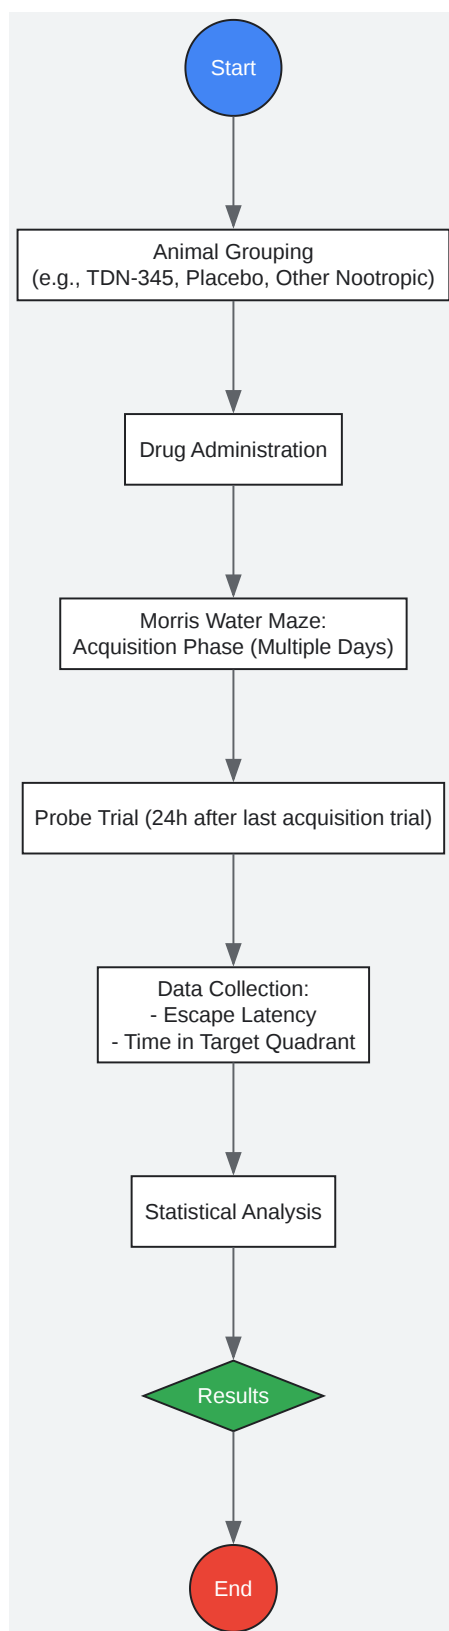 Start
Animal Grouping
(e.g., TDN-345, Placebo, Other Nootropic)
Drug Administration
Morris Water Maze:
Acquisition Phase (Multiple Days)
Probe Trial (24h after last acquisition trial)
Data Collection:
- Escape Latency
- Time in Target Quadrant
Statistical Analysis
Results
End